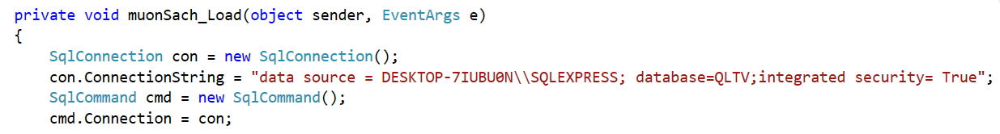 private void muonSach_Load(object sender, EventArgs e)
{
    SqlConnection con = new SqlConnection();
    con.ConnectionString = "data source = DESKTOP-7IUBU0N\\SQLEXPRESS; database=QLTV;integrated security= True";
    SqlCommand cmd = new SqlCommand();
    cmd.Connection = con;